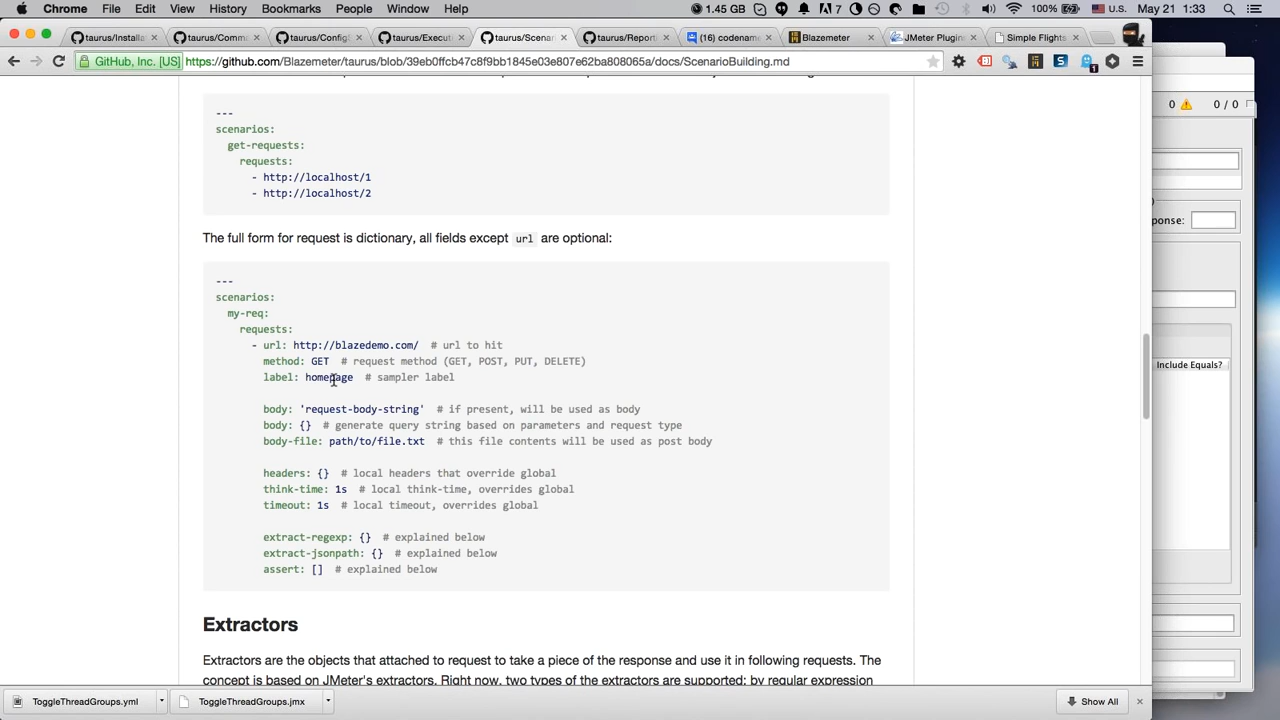 Chrome File Edit View History Bookmarks People Window Help 1.45 GB 7 100% U.S. May 21 1:33
taurus/Installa × taurus/Comma × taurus/Config × taurus/Executi × taurus/Scenar × taurus/Reporti × (16) codename × Blazemeter × JMeter Plugins × Simple Flights ×
GitHub, Inc. [US] https://github.com/Blazemeter/taurus/blob/39eb0ffcb47c8f9bb1845e03e807e62ba808065a/docs/ScenarioBuilding.md
0 0 / 0
---
scenarios:
get-requests:
requests:
- http://localhost/1
- http://localhost/2
ponse:
The full form for request is dictionary, all fields except url are optional:
---
scenarios:
my-req:
requests:
- url: http://blazedemo.com/ # url to hit
method: GET # request method (GET, POST, PUT, DELETE)
Include Equals?
label: homepage # sampler label
body: 'request-body-string' # if present, will be used as body
body: {} # generate query string based on parameters and request type
body-file: path/to/file.txt # this file contents will be used as post body
headers: {} # local headers that override global
think-time: 1s # local think-time, overrides global
timeout: 1s # local timeout, overrides global
extract-regexp: {} # explained below
extract-jsonpath: {} # explained below
assert: [] # explained below
Extractors
Extractors are the objects that attached to request to take a piece of the response and use it in following requests. The
concept is based on JMeter's extractors. Right now, two types of the extractors are supported: by regular expression
ToggleThreadGroups.yml ToggleThreadGroups.jmx Show All ×